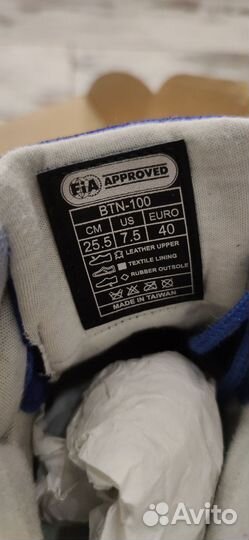 FIA APPROVED
BTN-100
CM US EURO
25.5 7.5 40
LEATHER UPPER
TEXTILE LINING
RUBBER OUTSOLE
MADE IN TAIWAN
Avito